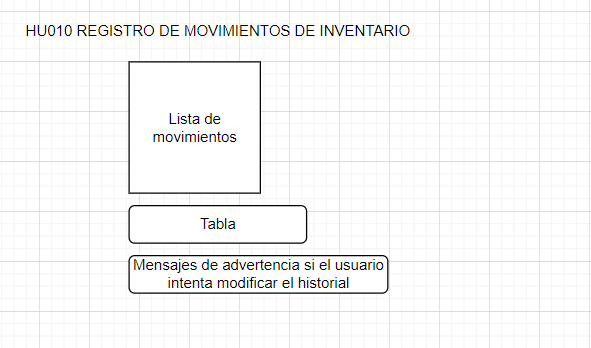 HU010 REGISTRO DE MOVIMIENTOS DE INVENTARIO
Lista de
movimientos
Tabla
Mensajes de advertencia si el usuario
intenta modificar el historial